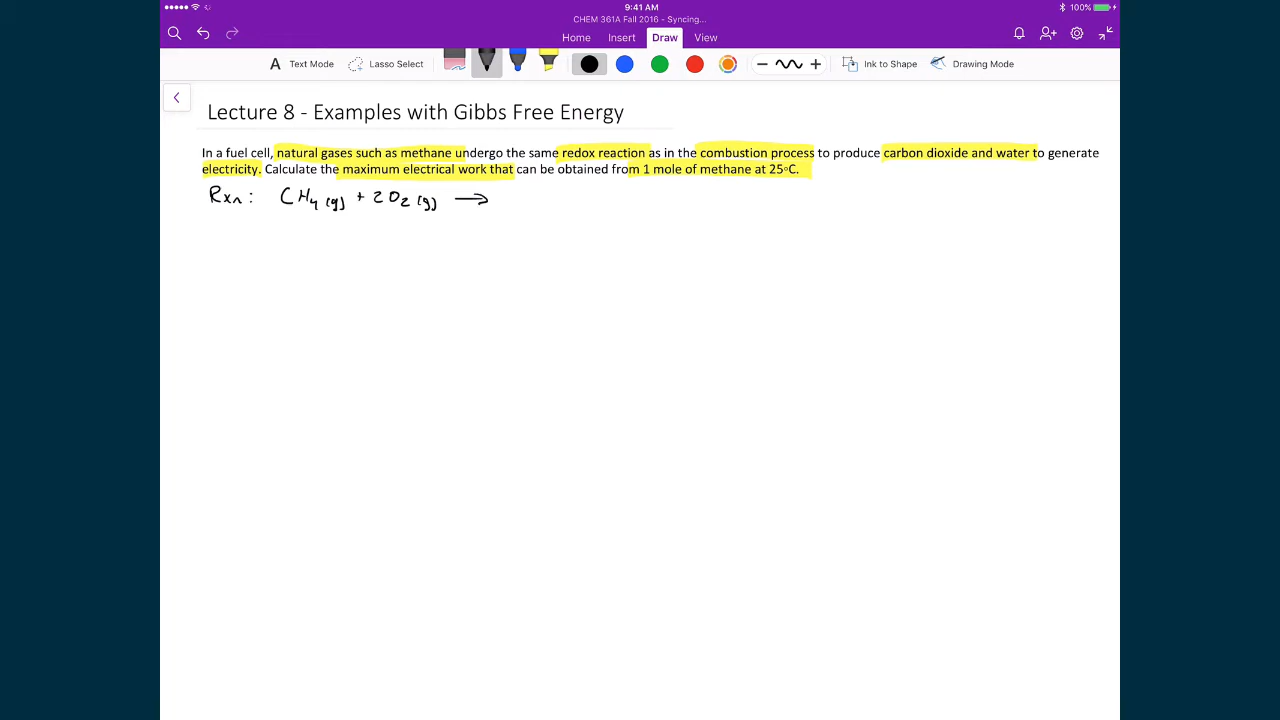 9:41 AM
100%
CHEM 361A Fall 2016 - Syncing...
Home Insert Draw View
A Text Mode Lasso Select Ink to Shape Drawing Mode
Lecture 8 - Examples with Gibbs Free Energy
In a fuel cell, natural gases such as methane undergo the same redox reaction as in the combustion process to produce carbon dioxide and water to generate
electricity. Calculate the maximum electrical work that can be obtained from 1 mole of methane at 25◦C.
Rxn: CH₄ (g) + 2O₂ (g) →